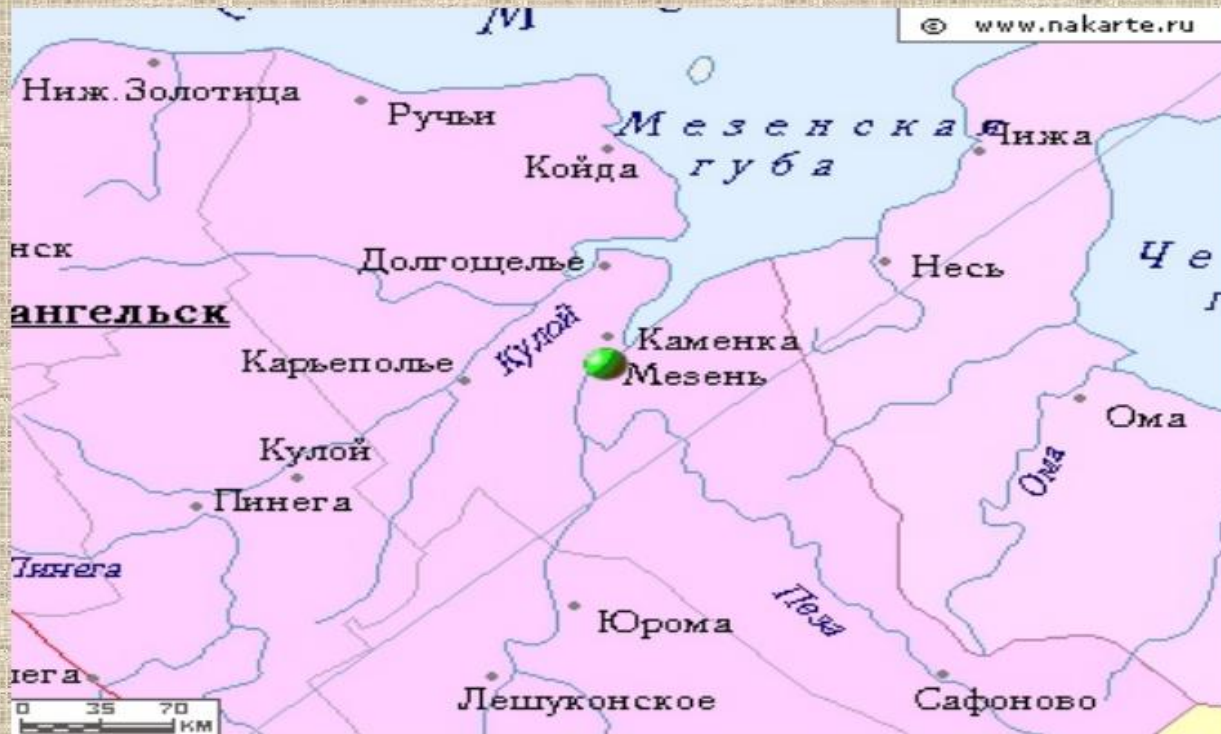 М
© www.nakarte.ru
Ниж.Золотица
Ручьи
Мезенская
губа
Чижа
Койда
нск
Долгощелье
Несь
Че
ангельск
Кулой
Каменка
Карьеполье
Мезень
Ома
Кулой
Ома
Пинега
Пинега
Пеза
Юрома
нега
Лешуконское
Сафоново
0 35 70
КМ